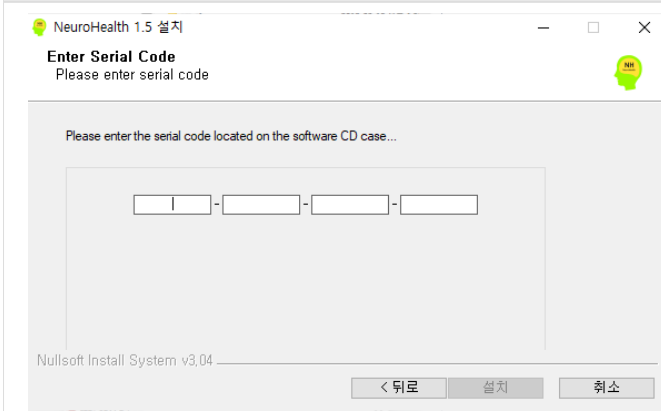 NeuroHealth 1.5 설치
Enter Serial Code
Please enter serial code
NH
Please enter the serial code located on the software CD case...
- - -
Nullsoft Install System v3,04
< 뒤로 설치 취소